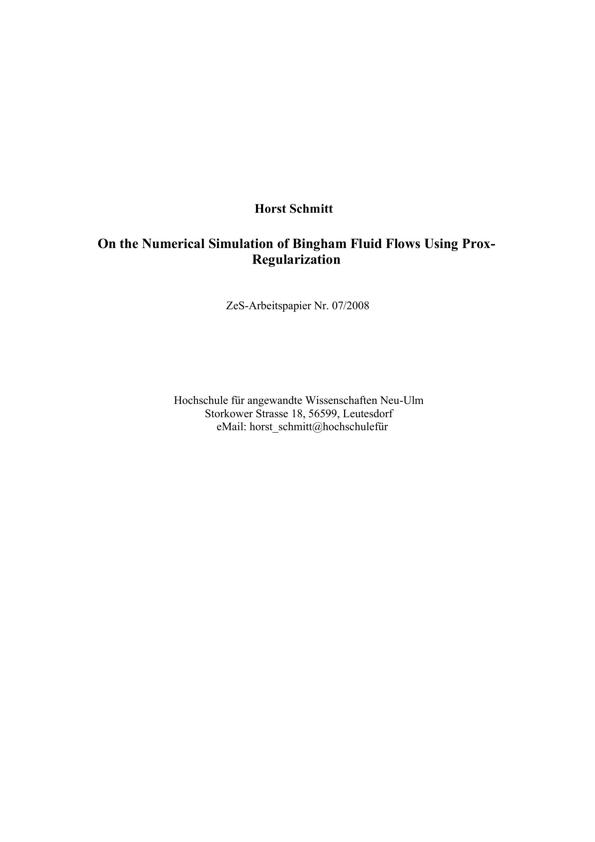 Horst Schmitt
On the Numerical Simulation of Bingham Fluid Flows Using Prox-
Regularization
ZeS-Arbeitspapier Nr. 07/2008
Hochschule für angewandte Wissenschaften Neu-Ulm
Storkower Strasse 18, 56599, Leutesdorf
eMail: horst_schmitt@hochschulefür